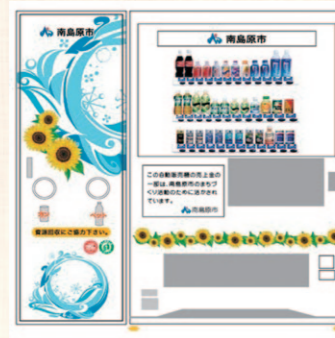 南島原市
南島原市
この自動販売機の売上金の
一部は、南島原市のまちづ
くり活動のために活かされ
ています。
南島原市
資源回収にご協力下さい。